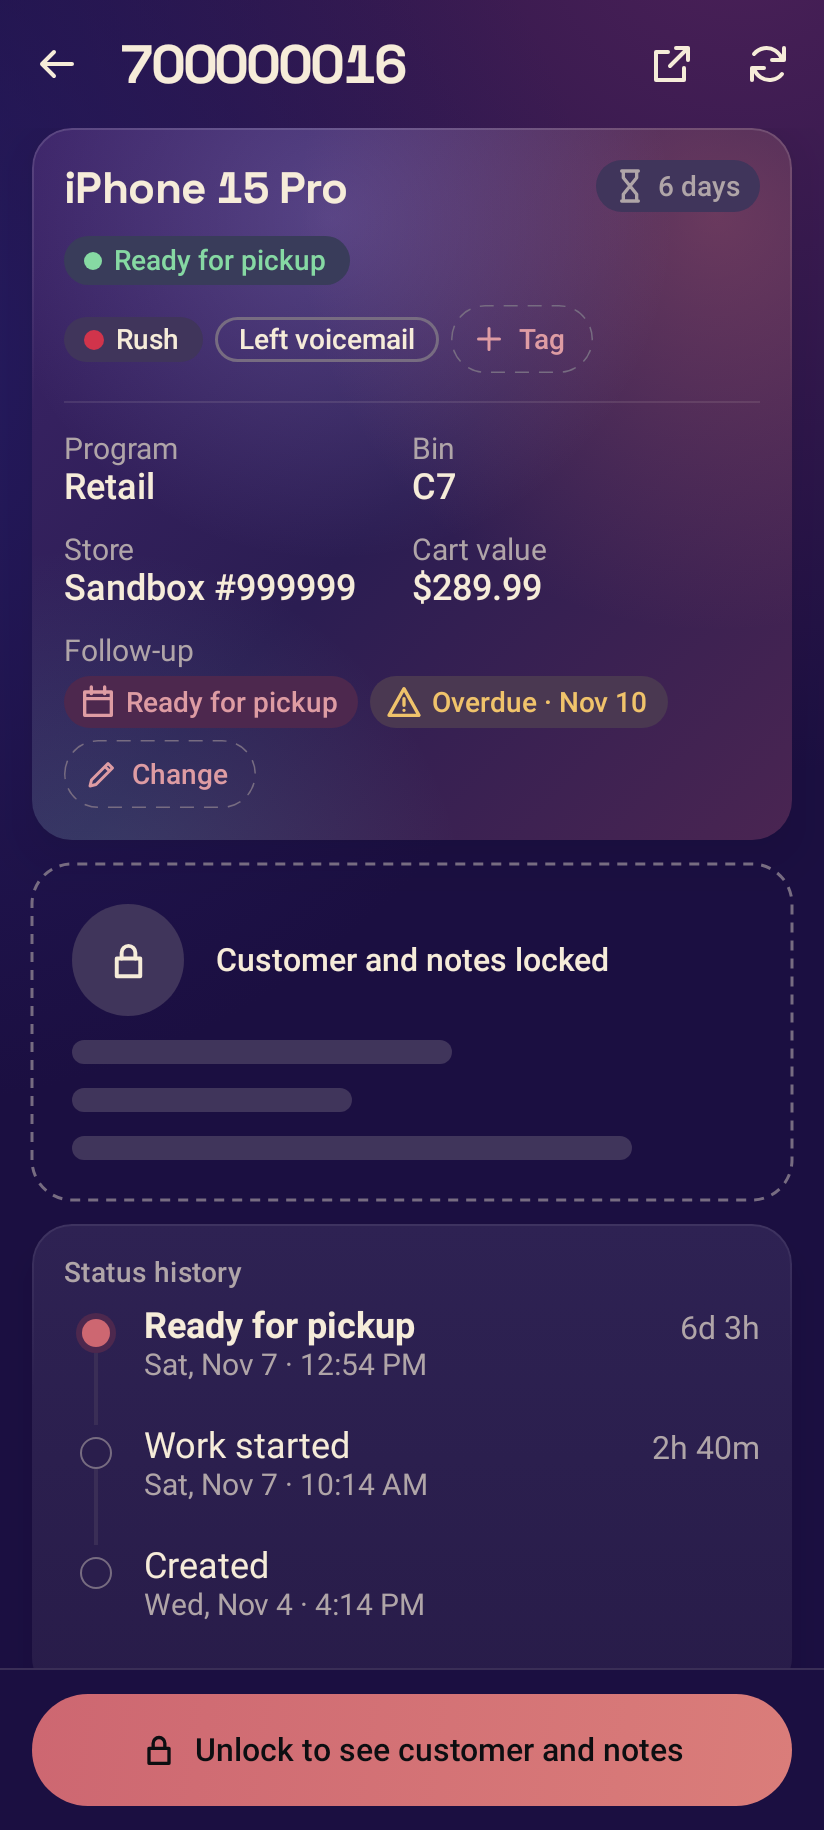 700000016
iPhone 15 Pro
6 days
Ready for pickup
Rush
Left voicemail
Tag
Program
Bin
Retail
C7
Store
Cart value
Sandbox #999999
$289.99
Follow-up
Ready for pickup
Overdue · Nov 10
Change
Customer and notes locked
Status history
Ready for pickup
6d 3h
Sat, Nov 7 · 12:54 PM
Work started
2h 40m
Sat, Nov 7 · 10:14 AM
Created
Wed, Nov 4 · 4:14 PM
Unlock to see customer and notes